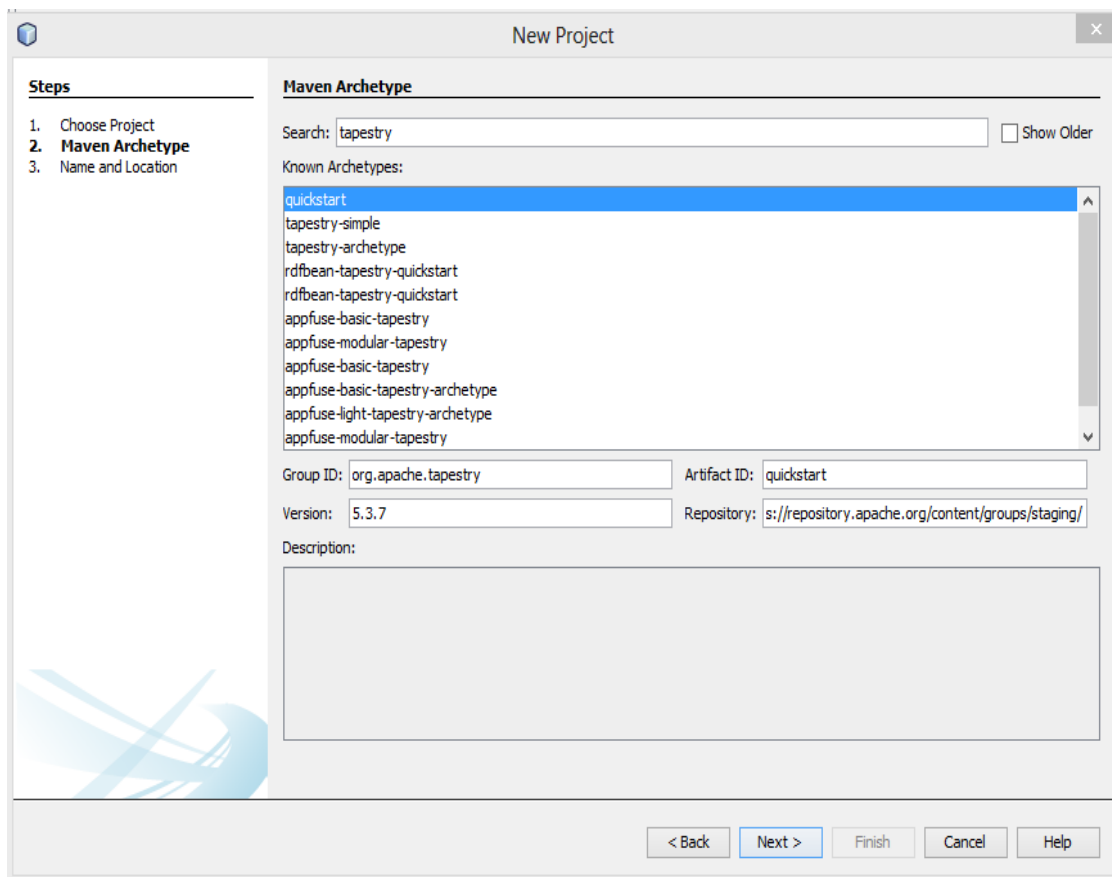 New Project
Steps
1. Choose Project
2. Maven Archetype
3. Name and Location
Maven Archetype
Search: tapestry
Show Older
Known Archetypes:
quickstart
tapestry-simple
tapestry-archetype
rdfbean-tapestry-quickstart
rdfbean-tapestry-quickstart
appfuse-basic-tapestry
appfuse-modular-tapestry
appfuse-basic-tapestry
appfuse-basic-tapestry-archetype
appfuse-light-tapestry-archetype
appfuse-modular-tapestry
Group ID: org.apache.tapestry Artifact ID: quickstart
Version: 5.3.7 Repository: s://repository.apache.org/content/groups/staging/
Description:
< Back Next > Finish Cancel Help